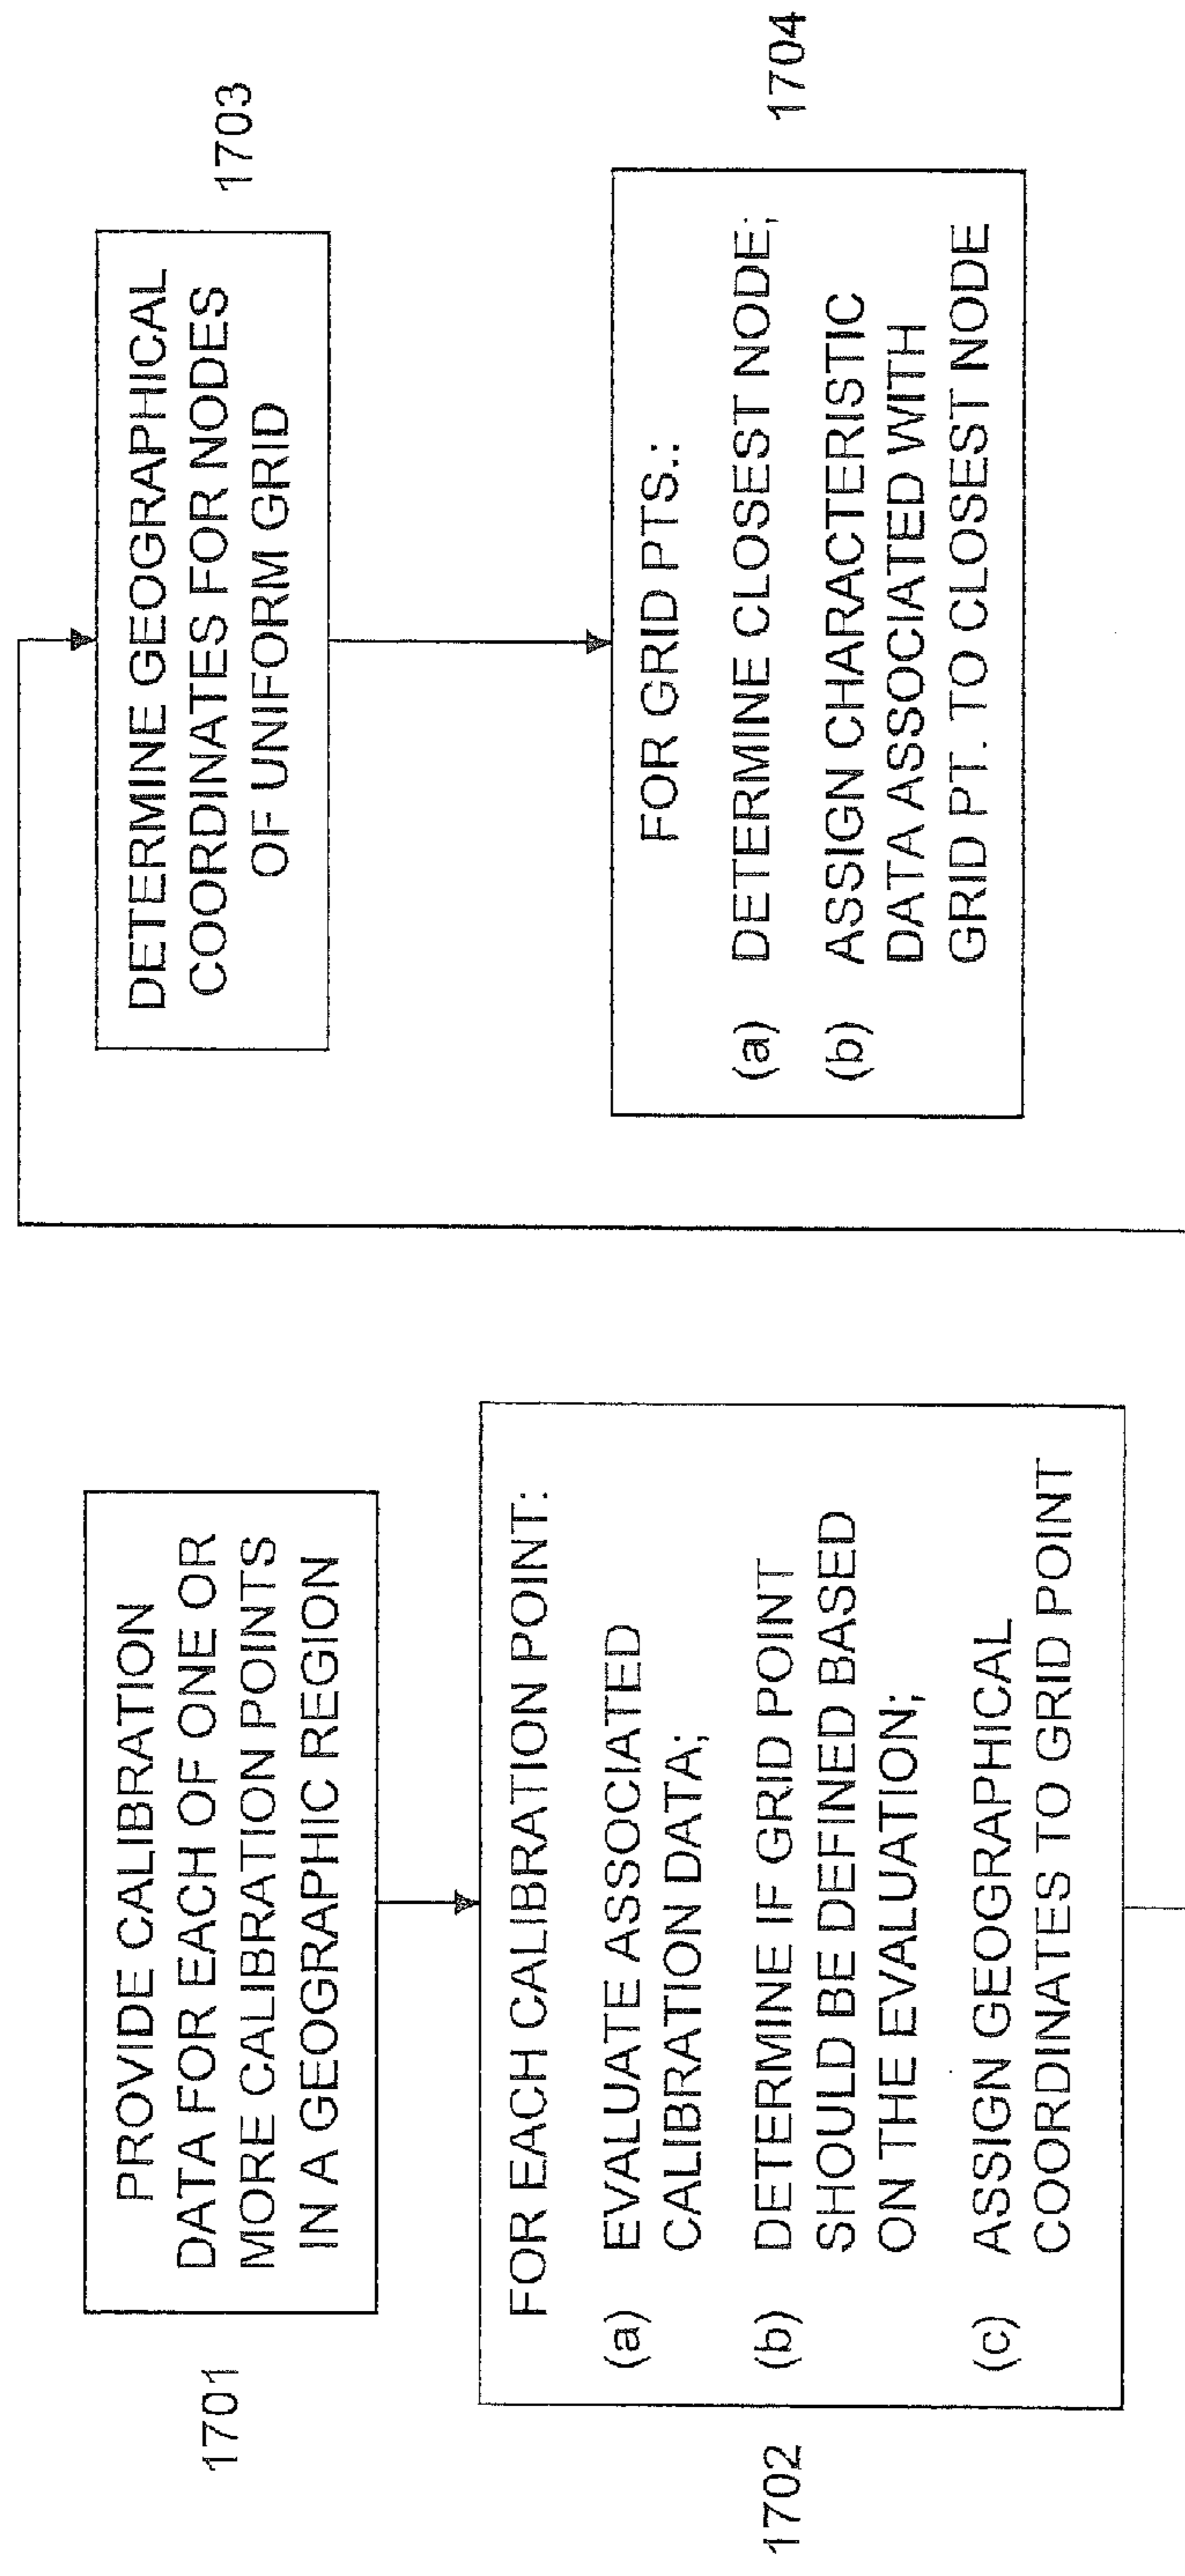 1701
PROVIDE CALIBRATION
DATA FOR EACH OF ONE OR
MORE CALIBRATION POINTS
IN A GEOGRAPHIC REGION
1702
FOR EACH CALIBRATION POINT:
(a) EVALUATE ASSOCIATED
CALIBRATION DATA;
(b) DETERMINE IF GRID POINT
SHOULD BE DEFINED BASED
ON THE EVALUATION;
(c) ASSIGN GEOGRAPHICAL
COORDINATES TO GRID POINT
1703
DETERMINE GEOGRAPHICAL
COORDINATES FOR NODES
OF UNIFORM GRID
1704
FOR GRID PTS.:
(a) DETERMINE CLOSEST NODE;
(b) ASSIGN CHARACTERISTIC
DATA ASSOCIATED WITH
GRID PT. TO CLOSEST NODE